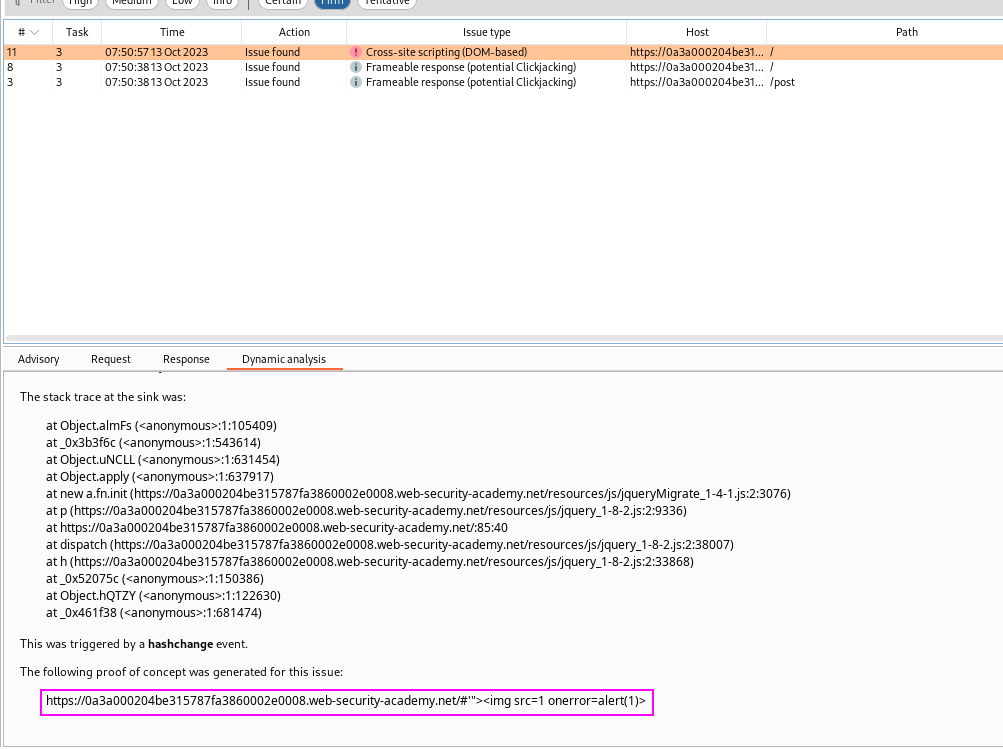 Filter High Medium Low Info Certain Firm Tentative
# Task Time Action Issue type Host Path
11 3 07:50:57 13 Oct 2023 Issue found Cross-site scripting (DOM-based) https://0a3a000204be31... /
8 3 07:50:38 13 Oct 2023 Issue found Frameable response (potential Clickjacking) https://0a3a000204be31... /
3 3 07:50:38 13 Oct 2023 Issue found Frameable response (potential Clickjacking) https://0a3a000204be31... /post
Advisory Request Response Dynamic analysis
The stack trace at the sink was:
at Object.almFs (<anonymous>:1:105409)
at _0x3b3f6c (<anonymous>:1:543614)
at Object.uNCLL (<anonymous>:1:631454)
at Object.apply (<anonymous>:1:637917)
at new a.fn.init (https://0a3a000204be315787fa3860002e0008.web-security-academy.net/resources/js/jqueryMigrate_1-4-1.js:2:3076)
at p (https://0a3a000204be315787fa3860002e0008.web-security-academy.net/resources/js/jquery_1-8-2.js:2:9336)
at https://0a3a000204be315787fa3860002e0008.web-security-academy.net/:85:40
at dispatch (https://0a3a000204be315787fa3860002e0008.web-security-academy.net/resources/js/jquery_1-8-2.js:2:38007)
at h (https://0a3a000204be315787fa3860002e0008.web-security-academy.net/resources/js/jquery_1-8-2.js:2:33868)
at _0x52075c (<anonymous>:1:150386)
at Object.hQTZY (<anonymous>:1:122630)
at _0x461f38 (<anonymous>:1:681474)
This was triggered by a hashchange event.
The following proof of concept was generated for this issue:
https://0a3a000204be315787fa3860002e0008.web-security-academy.net/#'"><img src=1 onerror=alert(1)>